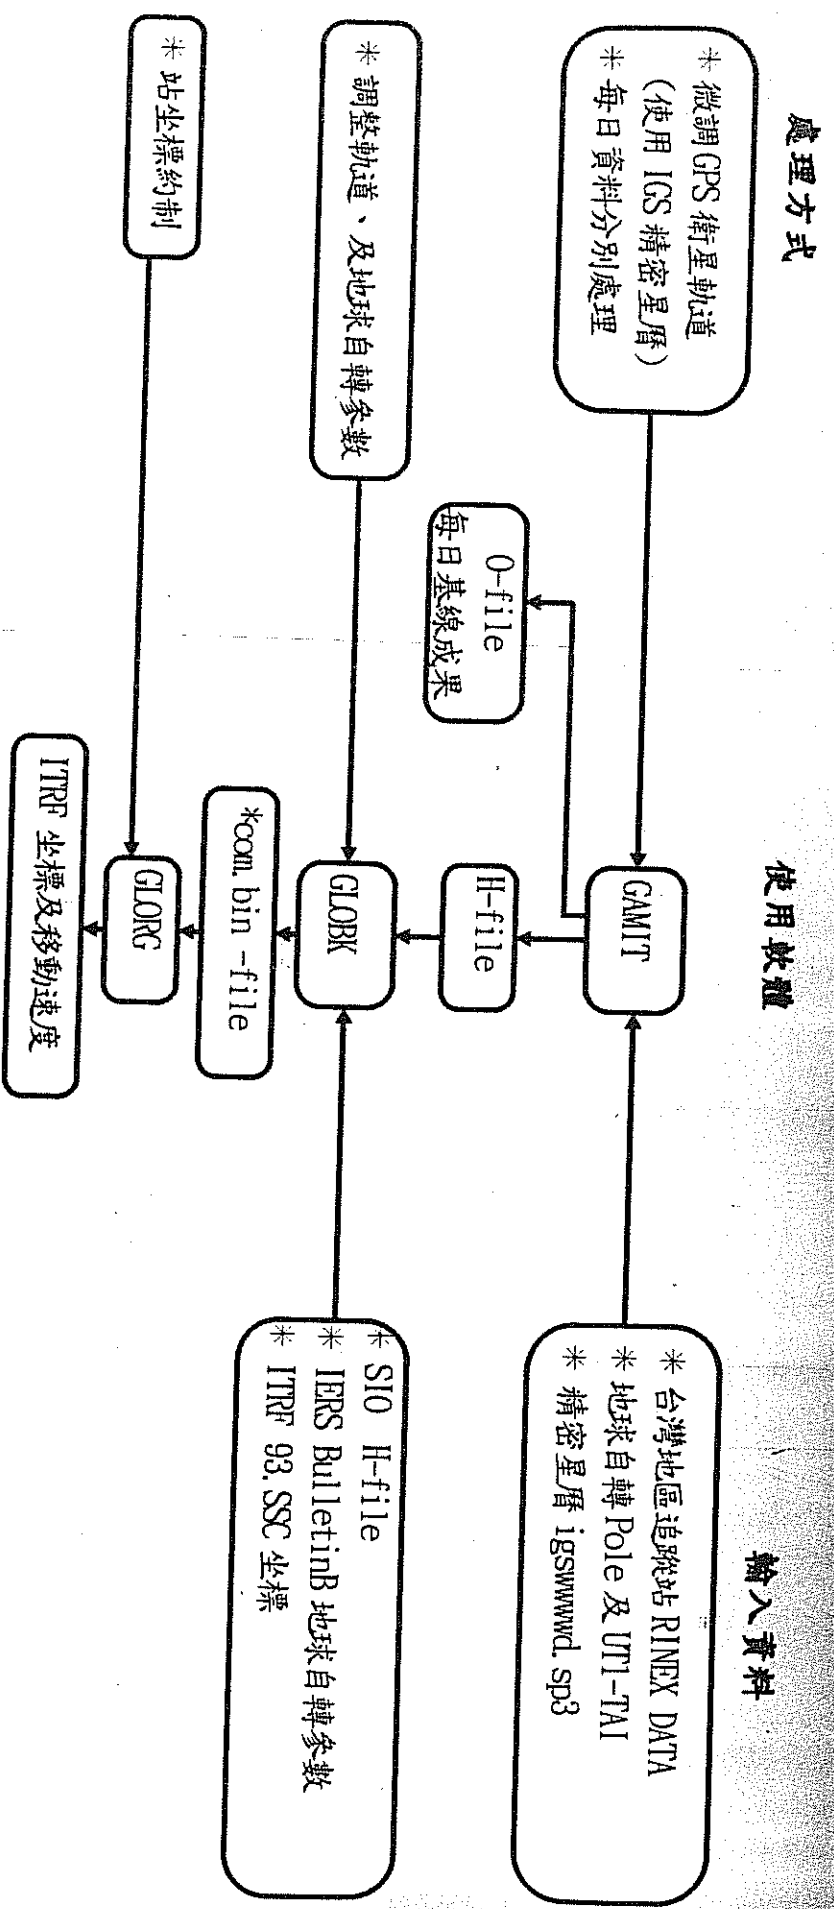 處理方式
使用軟體
輸入資料
＊微調GPS衛星軌道
(使用 IGS 精密星曆)
＊每日資料分別處理
GAMIT
＊ 台灣地區追蹤站 RINEX DATA
＊ 地球自轉 Pole 及 UT1-TAI
＊ 精密星曆 igswwwwd.sp3
O-file
每日基線成果
H-file
＊調整軌道、及地球自轉參數
GLOBK
＊ SIO H-file
＊ IERS BulletinB 地球自轉參數
＊ ITRF 93.SSC 坐標
*com.bin -file
＊ 站坐標約制
GLORG
ITRF 坐標及移動速度